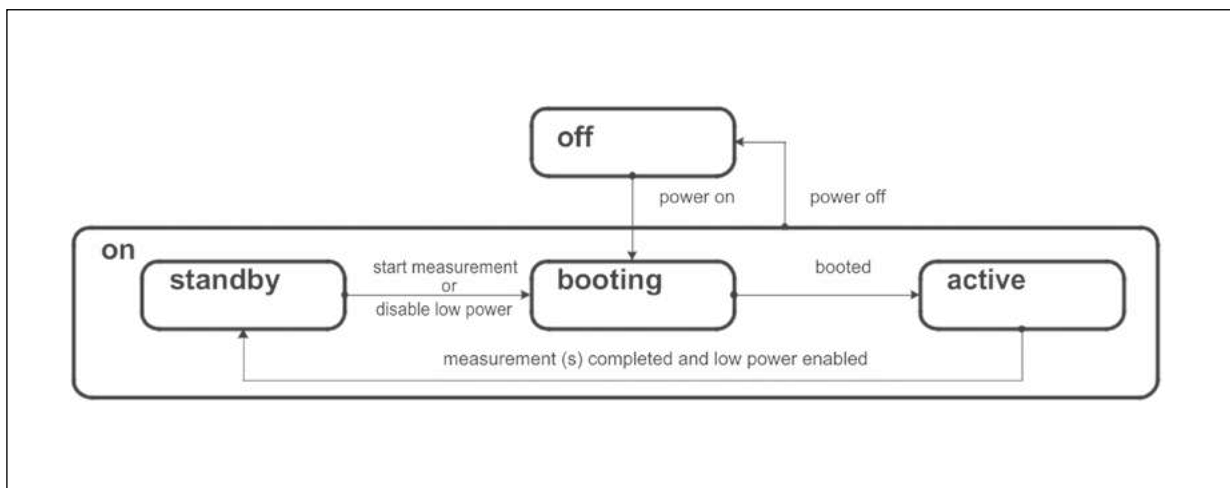 off
power on
power off
on
standby
start measurement
or
disable low power
booting
booted
active
measurement (s) completed and low power enabled